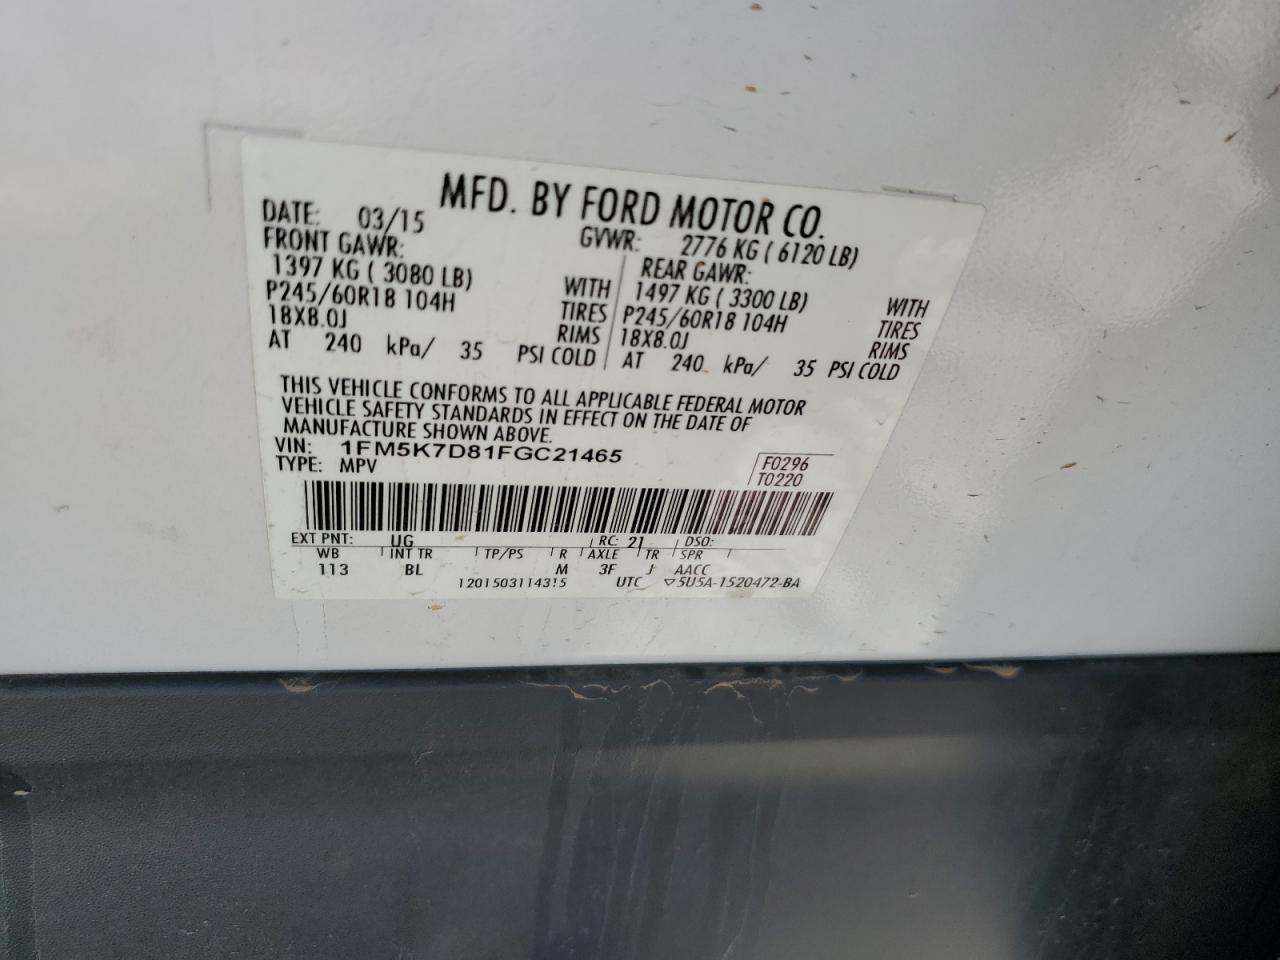 MFD. BY FORD MOTOR CO.
DATE: 03/15 GVWR: 2776 KG ( 6120 LB)
FRONT GAWR: REAR GAWR:
1397 KG ( 3080 LB) WITH 1497 KG ( 3300 LB) WITH
P245/60R18 104H TIRES P245/60R18 104H TIRES
18X8.0J RIMS 18X8.0J RIMS
AT 240 kPa/ 35 PSI COLD AT 240 kPa/ 35 PSI COLD
THIS VEHICLE CONFORMS TO ALL APPLICABLE FEDERAL MOTOR
VEHICLE SAFETY STANDARDS IN EFFECT ON THE DATE OF
MANUFACTURE SHOWN ABOVE.
VIN: 1FM5K7D81FGC21465
TYPE: MPV
F0296
T0220
EXT PNT: UG RC: 21 DSO:
WB INT TR TP/PS R AXLE TR SPR
113 BL M 3F J AACC
UTC ▽5U5A-1520472-BA